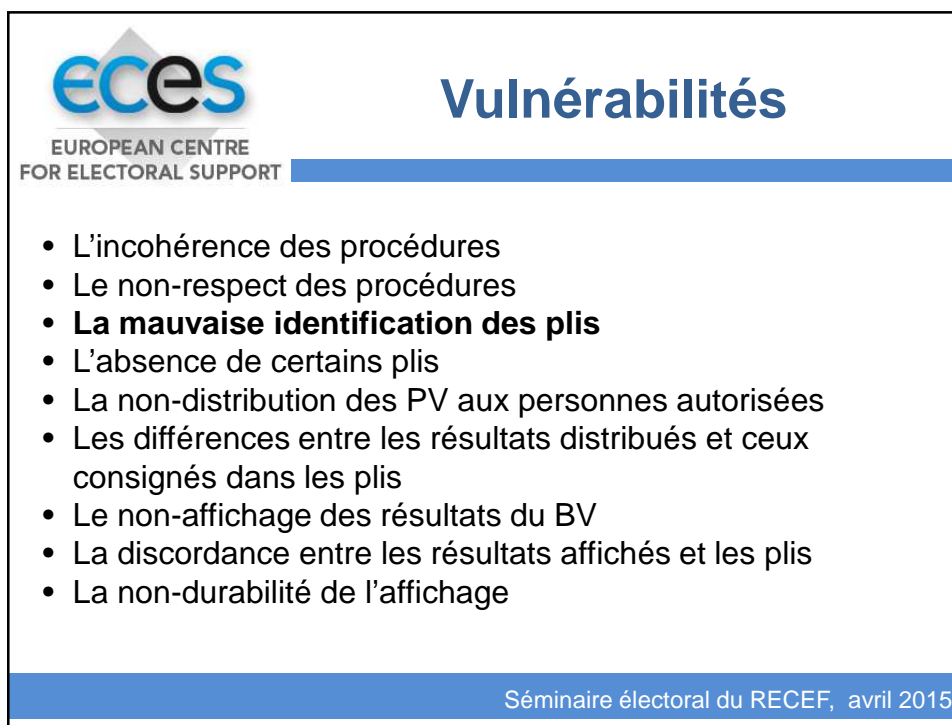 eces
EUROPEAN CENTRE
FOR ELECTORAL SUPPORT
Vulnérabilités
• L’incohérence des procédures
• Le non-respect des procédures
• La mauvaise identification des plis
• L’absence de certains plis
• La non-distribution des PV aux personnes autorisées
• Les différences entre les résultats distribués et ceux
consignés dans les plis
• Le non-affichage des résultats du BV
• La discordance entre les résultats affichés et les plis
• La non-durabilité de l’affichage
Séminaire électoral du RECEF, avril 2015